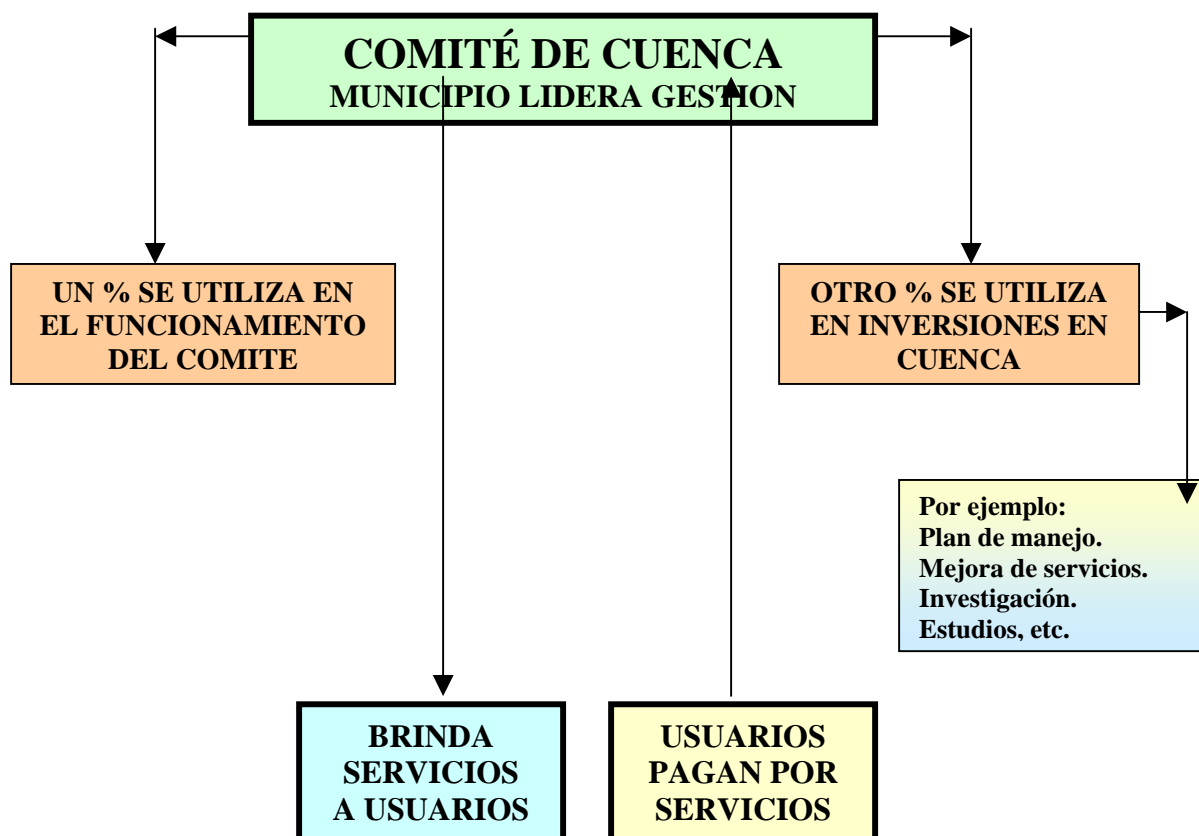 COMITÉ DE CUENCA
MUNICIPIO LIDERA GESTION
UN % SE UTILIZA EN
EL FUNCIONAMIENTO
DEL COMITE
OTRO % SE UTILIZA
EN INVERSIONES EN
CUENCA
Por ejemplo:
Plan de manejo.
Mejora de servicios.
Investigación.
Estudios, etc.
BRINDA
SERVICIOS
A USUARIOS
USUARIOS
PAGAN POR
SERVICIOS